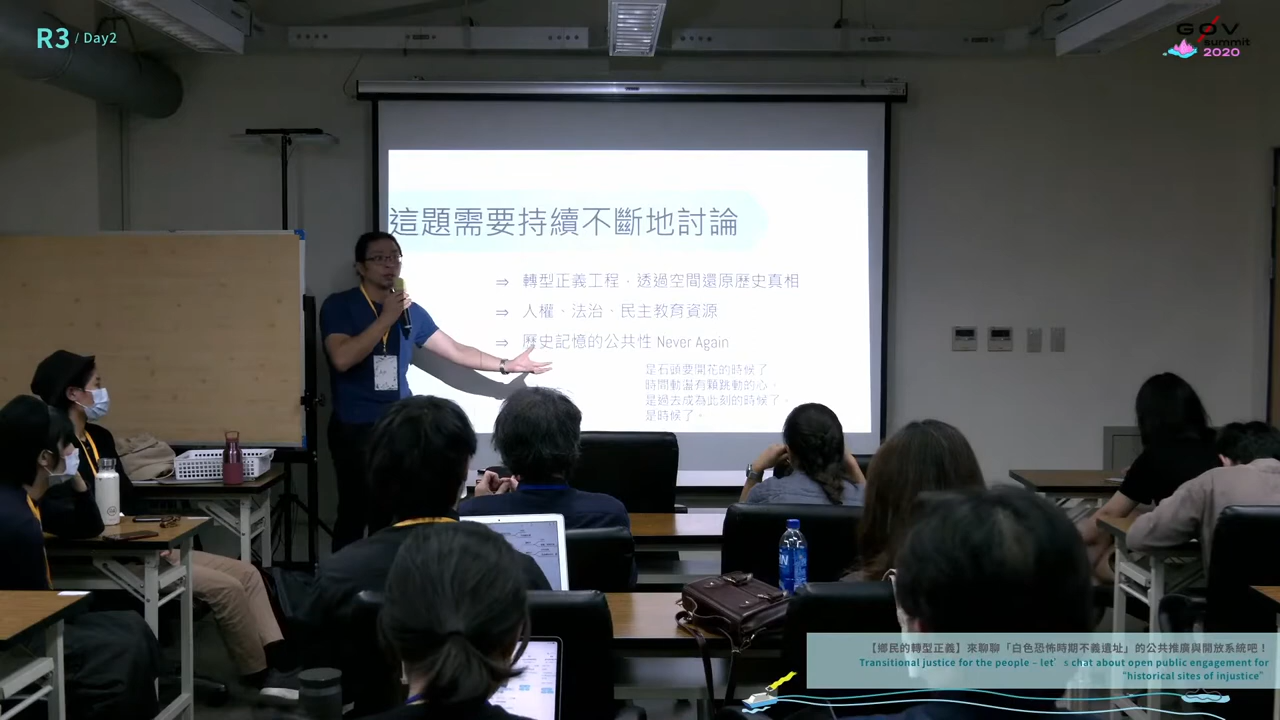 R3 / Day2
GØV
summit
2020
這題需要持續不斷地討論
⇒ 轉型正義工程，透過空間還原歷史真相
⇒ 人權、法治、民主教育資源
⇒ 歷史記憶的公共性 Never Again
是石頭要開花的時候了
時間動盪有顆跳動的心。
是過去成為此刻的時候了。
是時候了。
【鄉民的轉型正義】來聊聊「白色恐怖時期不義遺址」的公共推廣與開放系統吧！
Transitional justice for the people – let's chat about open public engagement for
"historical sites of injustice"